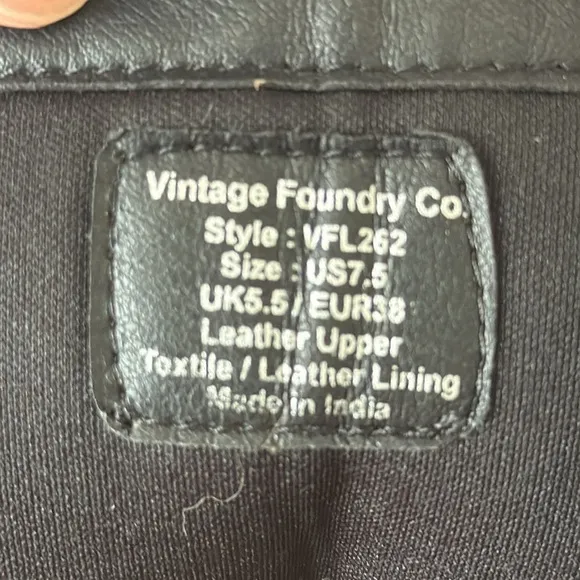 Vintage Foundry Co.
Style : VFL262
Size : US7.5
UK5.5 / EUR38
Leather Upper
Textile / Leather Lining
Made in India